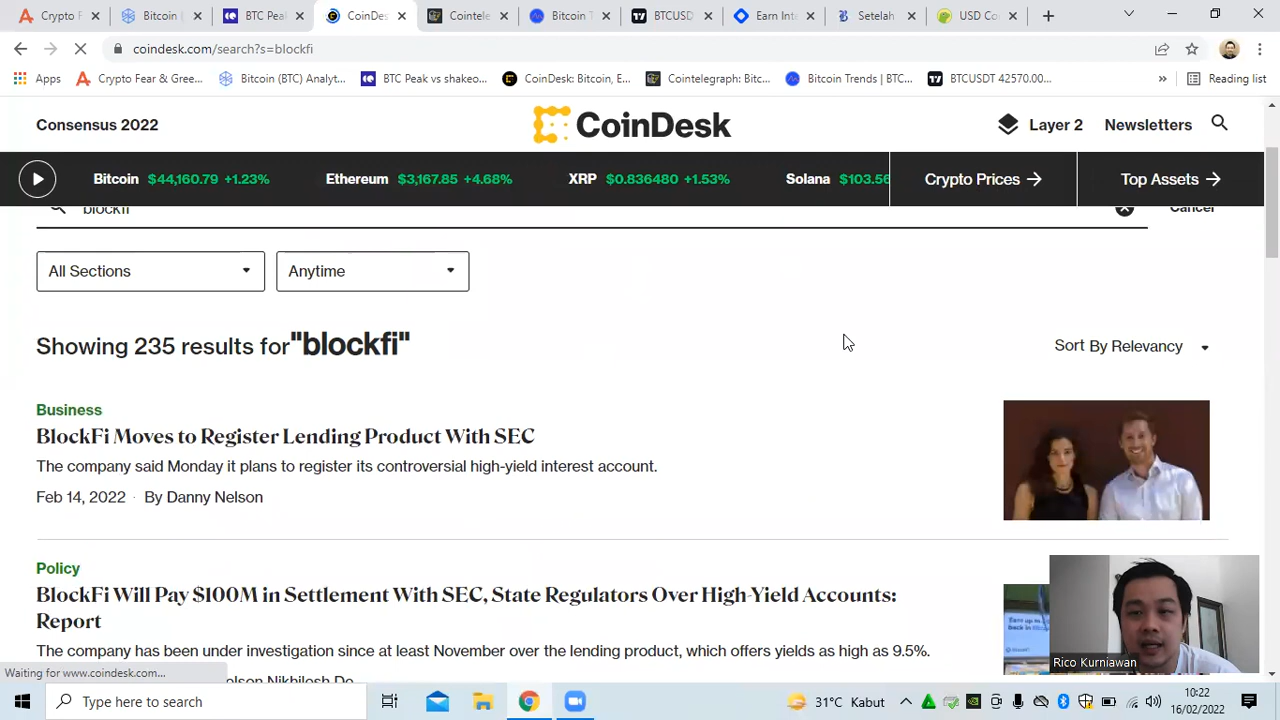 Crypto F
Bitcoin (
BTC Peak
CoinDes
Cointele
Bitcoin T
BTCUSD
Earn Inte
Setelah
USD Co
coindesk.com/search?s=blockfi
Apps
Crypto Fear & Gree...
Bitcoin (BTC) Analyt...
BTC Peak vs shakeo...
CoinDesk: Bitcoin, E...
Cointelegraph: Bitc...
Bitcoin Trends | BTC...
BTCUSDT 42570.00...
»
Reading list
Consensus 2022
CoinDesk
Layer 2
Newsletters
Bitcoin $44,160.79 +1.23%
Ethereum $3,167.85 +4.68%
XRP $0.836480 +1.53%
Solana $103.56
Crypto Prices →
Top Assets →
blockfi
Cancel
All Sections
Anytime
Showing 235 results for "blockfi"
Sort By Relevancy
Business
BlockFi Moves to Register Lending Product With SEC
The company said Monday it plans to register its controversial high-yield interest account.
Feb 14, 2022 · By Danny Nelson
Policy
BlockFi Will Pay $100M in Settlement With SEC, State Regulators Over High-Yield Accounts:
Report
The company has been under investigation since at least November over the lending product, which offers yields as high as 9.5%.
elson Nikhilesh De
Waiting for www.coindesk.com...
Rico Kurniawan
Type here to search
31°C Kabut
10:22
16/02/2022